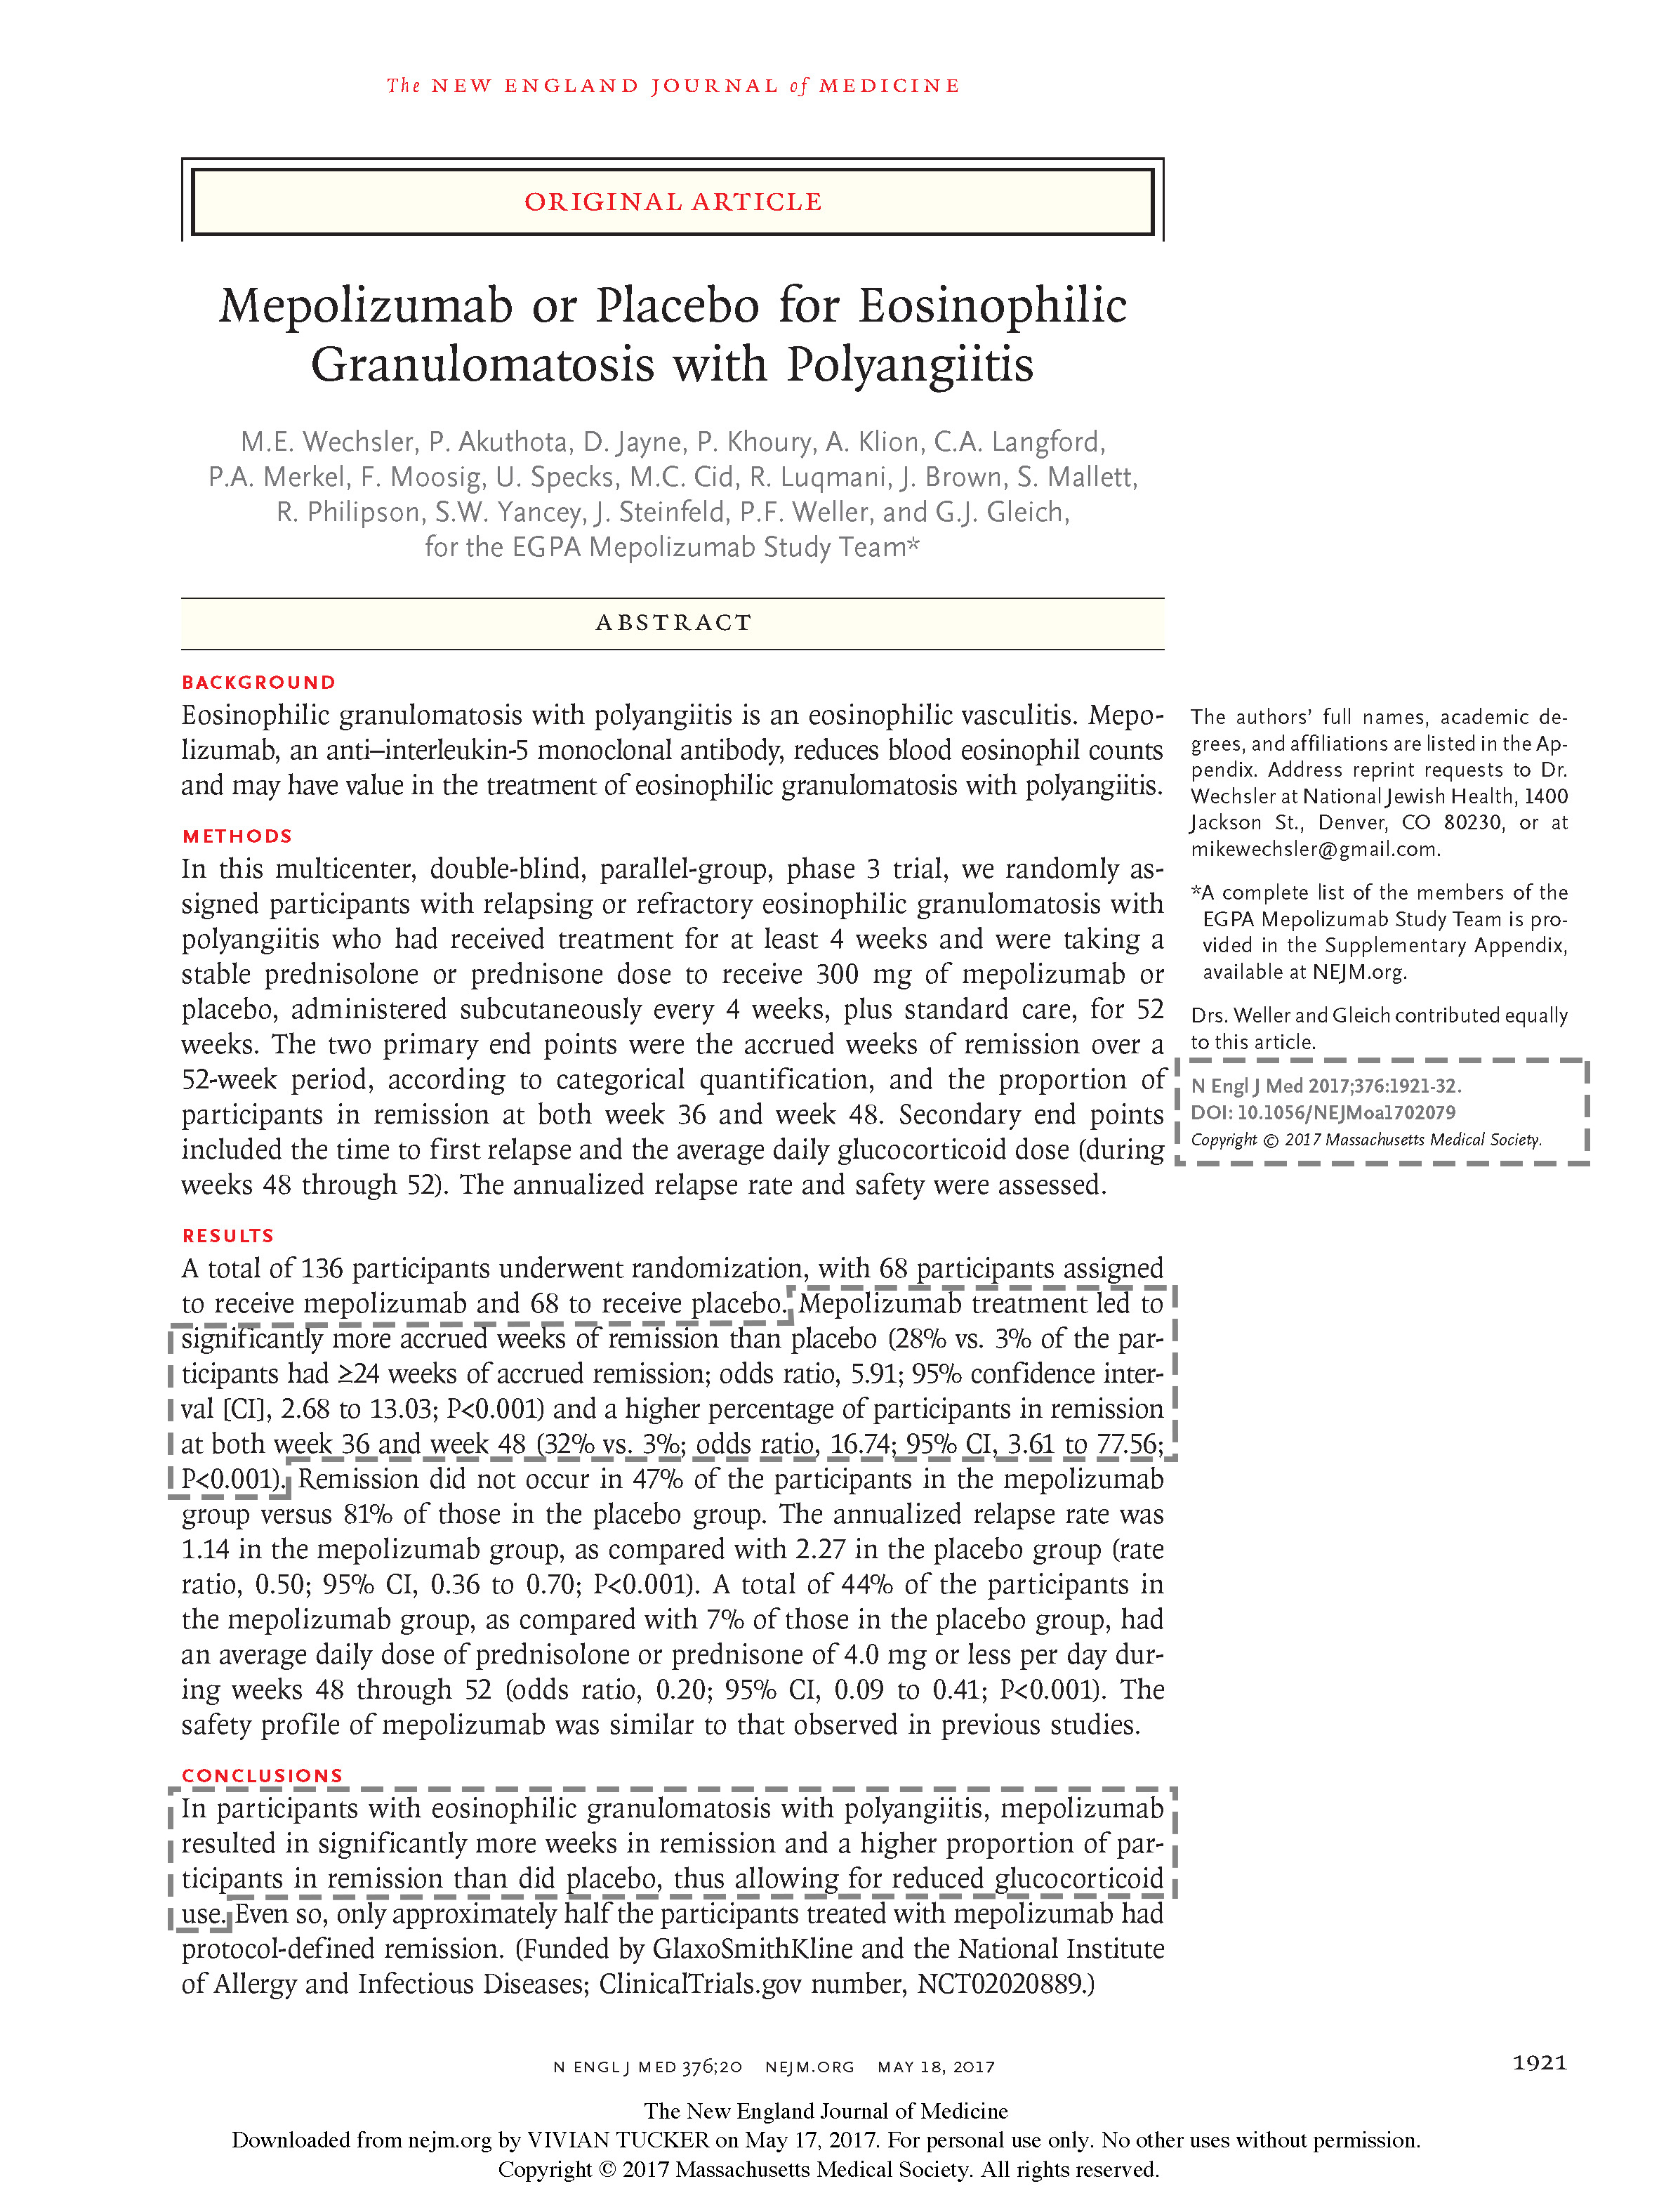 The NEW ENGLAND JOURNAL of MEDICINE
ORIGINAL ARTICLE
Mepolizumab or Placebo for Eosinophilic
Granulomatosis with Polyangiitis
M.E. Wechsler, P. Akuthota, D. Jayne, P. Khoury, A. Klion, C.A. Langford,
P.A. Merkel, F. Moosig, U. Specks, M.C. Cid, R. Luqmani, J. Brown, S. Mallett,
R. Philipson, S.W. Yancey, J. Steinfeld, P.F. Weller, and G.J. Gleich,
for the EGPA Mepolizumab Study Team*
ABSTRACT
BACKGROUND
Eosinophilic granulomatosis with polyangiitis is an eosinophilic vasculitis. Mepo-
lizumab, an anti–interleukin-5 monoclonal antibody, reduces blood eosinophil counts
and may have value in the treatment of eosinophilic granulomatosis with polyangiitis.
METHODS
In this multicenter, double-blind, parallel-group, phase 3 trial, we randomly as-
signed participants with relapsing or refractory eosinophilic granulomatosis with
polyangiitis who had received treatment for at least 4 weeks and were taking a
stable prednisolone or prednisone dose to receive 300 mg of mepolizumab or
placebo, administered subcutaneously every 4 weeks, plus standard care, for 52
weeks. The two primary end points were the accrued weeks of remission over a
52-week period, according to categorical quantification, and the proportion of
participants in remission at both week 36 and week 48. Secondary end points
included the time to first relapse and the average daily glucocorticoid dose (during
weeks 48 through 52). The annualized relapse rate and safety were assessed.
RESULTS
A total of 136 participants underwent randomization, with 68 participants assigned
to receive mepolizumab and 68 to receive placebo. Mepolizumab treatment led to
significantly more accrued weeks of remission than placebo (28% vs. 3% of the par-
ticipants had ≥24 weeks of accrued remission; odds ratio, 5.91; 95% confidence inter-
val [CI], 2.68 to 13.03; P<0.001) and a higher percentage of participants in remission
at both week 36 and week 48 (32% vs. 3%; odds ratio, 16.74; 95% CI, 3.61 to 77.56;
P<0.001). Remission did not occur in 47% of the participants in the mepolizumab
group versus 81% of those in the placebo group. The annualized relapse rate was
1.14 in the mepolizumab group, as compared with 2.27 in the placebo group (rate
ratio, 0.50; 95% CI, 0.36 to 0.70; P<0.001). A total of 44% of the participants in
the mepolizumab group, as compared with 7% of those in the placebo group, had
an average daily dose of prednisolone or prednisone of 4.0 mg or less per day dur-
ing weeks 48 through 52 (odds ratio, 0.20; 95% CI, 0.09 to 0.41; P<0.001). The
safety profile of mepolizumab was similar to that observed in previous studies.
CONCLUSIONS
In participants with eosinophilic granulomatosis with polyangiitis, mepolizumab
resulted in significantly more weeks in remission and a higher proportion of par-
ticipants in remission than did placebo, thus allowing for reduced glucocorticoid
use. Even so, only approximately half the participants treated with mepolizumab had
protocol-defined remission. (Funded by GlaxoSmithKline and the National Institute
of Allergy and Infectious Diseases; ClinicalTrials.gov number, NCT02020889.)
The authors' full names, academic de-
grees, and affiliations are listed in the Ap-
pendix. Address reprint requests to Dr.
Wechsler at National Jewish Health, 1400
Jackson St., Denver, CO 80230, or at
mikewechsler@gmail.com.
*A complete list of the members of the
EGPA Mepolizumab Study Team is pro-
vided in the Supplementary Appendix,
available at NEJM.org.
Drs. Weller and Gleich contributed equally
to this article.
N Engl J Med 2017;376:1921-32.
DOI: 10.1056/NEJMoa1702079
Copyright © 2017 Massachusetts Medical Society.
N ENGL J MED 376;20 NEJM.ORG MAY 18, 2017
1921
The New England Journal of Medicine
Downloaded from nejm.org by VIVIAN TUCKER on May 17, 2017. For personal use only. No other uses without permission.
Copyright © 2017 Massachusetts Medical Society. All rights reserved.